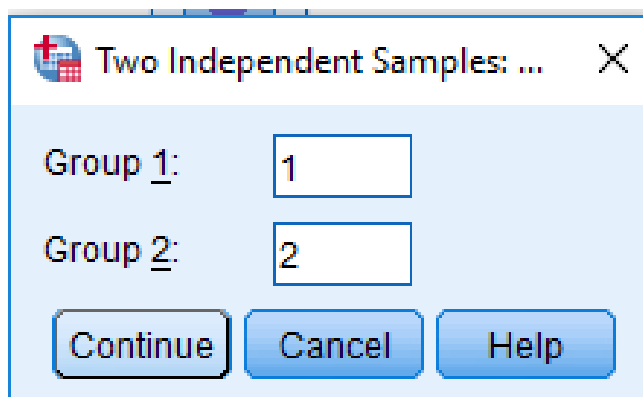 Two Independent Samples: ...
Group 1:
1
Group 2:
2
Continue Cancel Help